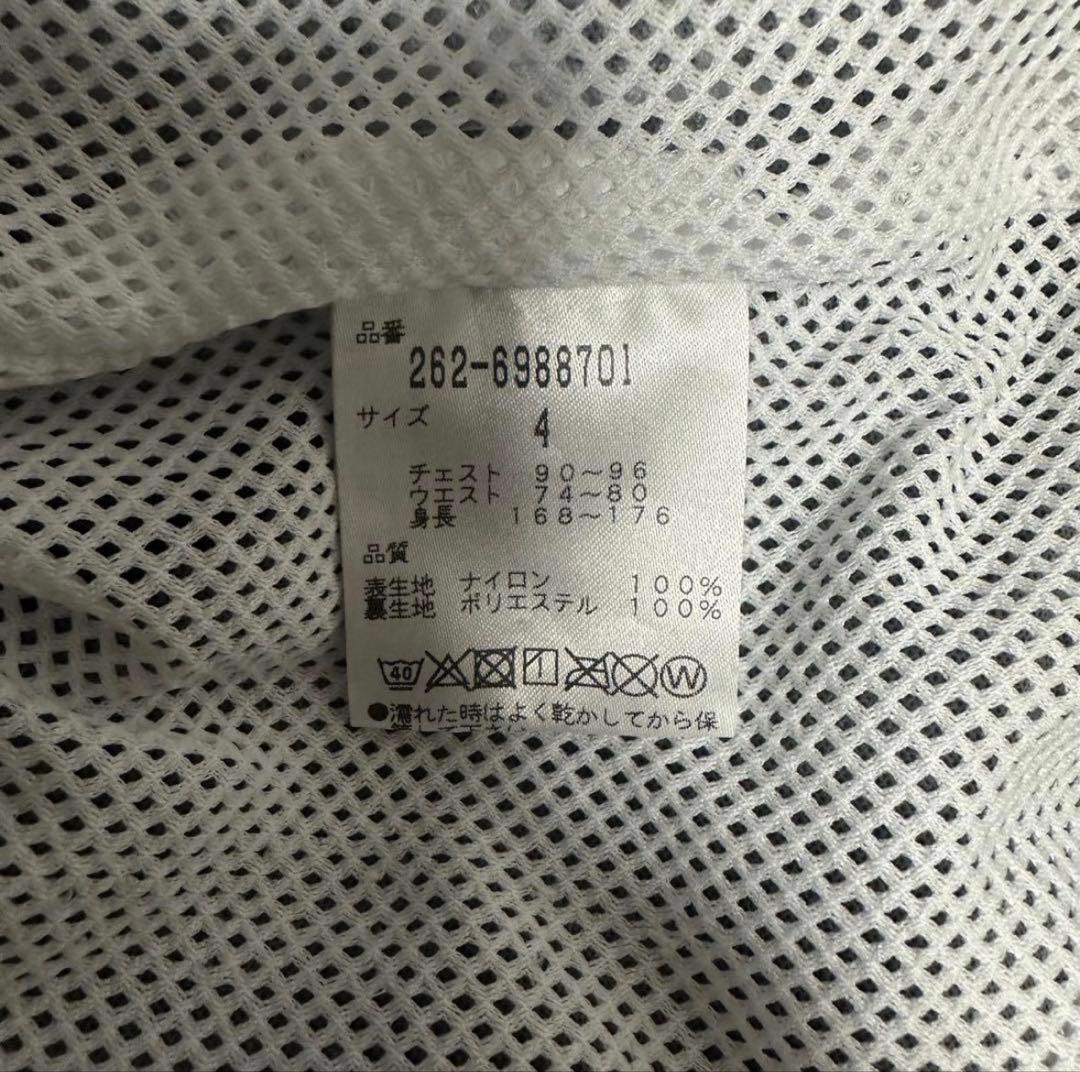 品番
262-6988701
サイズ 4
チェスト 90～96
ウエスト 74～80
身長 168～176
品質
表生地 ナイロン 100%
裏生地 ポリエステル 100%
40 W
●濡れた時はよく乾かしてから保